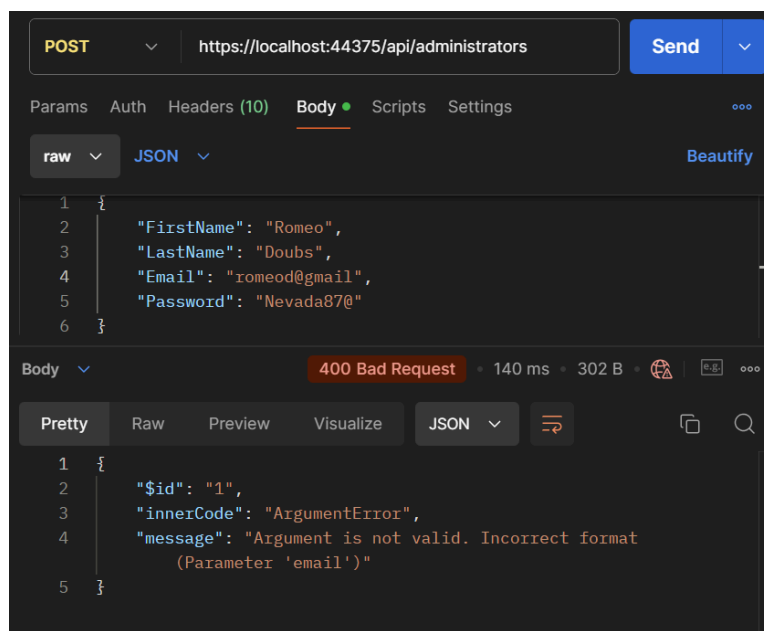 POST https://localhost:44375/api/administrators Send
Params Auth Headers (10) Body Scripts Settings
raw JSON Beautify
1 {
2 "FirstName": "Romeo",
3 "LastName": "Doubs",
4 "Email": "romeod@gmail",
5 "Password": "Nevada87@"
6 }
Body 400 Bad Request • 140 ms • 302 B • e.g.
Pretty Raw Preview Visualize JSON
1 {
2 "$id": "1",
3 "innerCode": "ArgumentError",
4 "message": "Argument is not valid. Incorrect format
(Parameter 'email')"
5 }